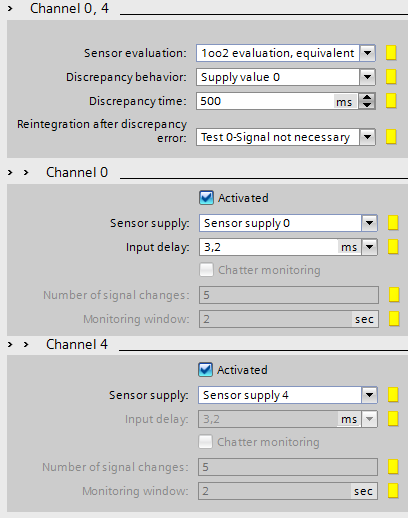 Channel 0, 4
Sensor evaluation: 1oo2 evaluation, equivalent
Discrepancy behavior: Supply value 0
Discrepancy time: 500 ms
Reintegration after discrepancy
error: Test 0-Signal not necessary
Channel 0
Activated
Sensor supply: Sensor supply 0
Input delay: 3,2 ms
Chatter monitoring
Number of signal changes: 5
Monitoring window: 2 sec
Channel 4
Activated
Sensor supply: Sensor supply 4
Input delay: 3,2 ms
Chatter monitoring
Number of signal changes: 5
Monitoring window: 2 sec